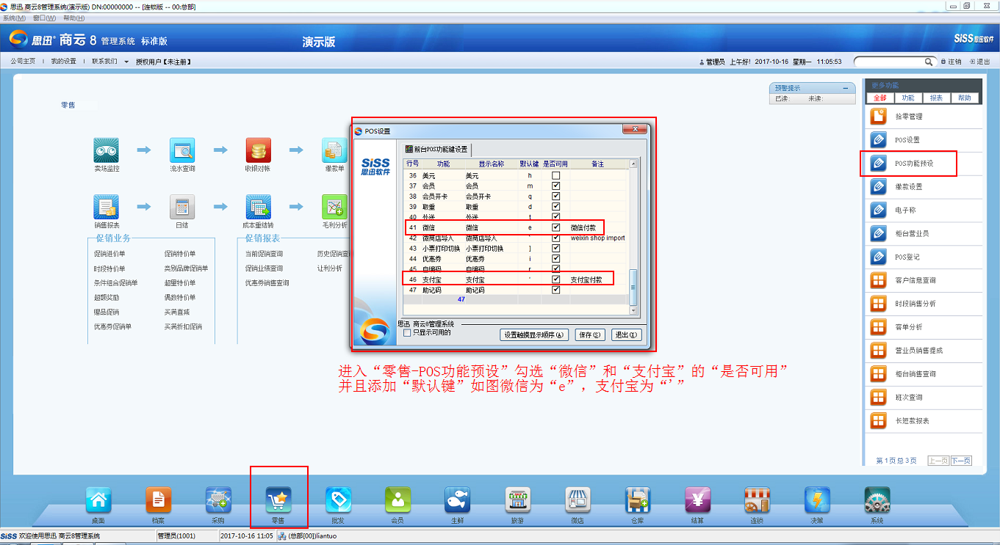 思迅 商云8管理系统(演示版) DN:00000000 -- [连锁版 -- 00:总部]
系统(M) 窗口(W) 帮助(H)
思迅® 商云 8 管理系统 标准版
演示版
SiSS思迅软件
公司主页 | 我的设置 | 联系我们 授权用户【未注册】
管理员 上午好! 2017-10-16 星期一 11:05:53
注销 退出
零售
卖场监控
流水查询
收银对帐
缴款单
销售报表
日结
成本重结转
毛利分析
促销业务
促销进价单 促销特价单
时段特价单 类别品牌促销单
条件组合促销单 超量特价单
超额奖励 偶数特价单
赠品促销 买满直减
优惠券促销单 买满折扣促销
促销报表
当前促销查询 历史促销查询
促销业绩查询 让利分析
优惠券销售查询
预警提示
已读: 未读:
POS设置
SiSS
思迅软件
前台POS功能键设置
行号 功能 显示名称 默认键 是否可用 备注
36 美元 美元 h
37 会员 会员 m
38 会员开卡 会员开卡 q
39 取重 取重 d
40 外送 外送 t
41 微信 微信 e 微信付款
42 微商店导入 微商店导入 weixin shop import
43 小票打印切换 小票打印切换 ]
44 优惠券 优惠券 i
45 自编码 自编码 r
46 支付宝 支付宝 ' 支付宝付款
47 助记码 助记码
47
思迅 商云8管理系统
只显示可用的
设置触摸显示顺序(A) 保存(S) 退出(X)
进入“零售-POS功能预设”勾选“微信”和“支付宝”的“是否可用”
并且添加“默认键”如图微信为“e”，支付宝为“'”
更多功能
全部 功能 报表 帮助
拾零管理
POS设置
POS功能预设
缴款设置
电子称
柜台营业员
POS登记
客户信息查询
时段销售分析
客单分析
营业员销售提成
柜台销售查询
班次查询
长短款报表
第1页总3页 上一页 下一页
桌面 档案 采购 零售 批发 会员 生鲜 旅游 微店 仓库 结算 连锁 决策 系统
SiSS 欢迎使用思迅 商云8管理系统
管理员(1001)
2017-10-16 11:05
(总部[00])liantuo